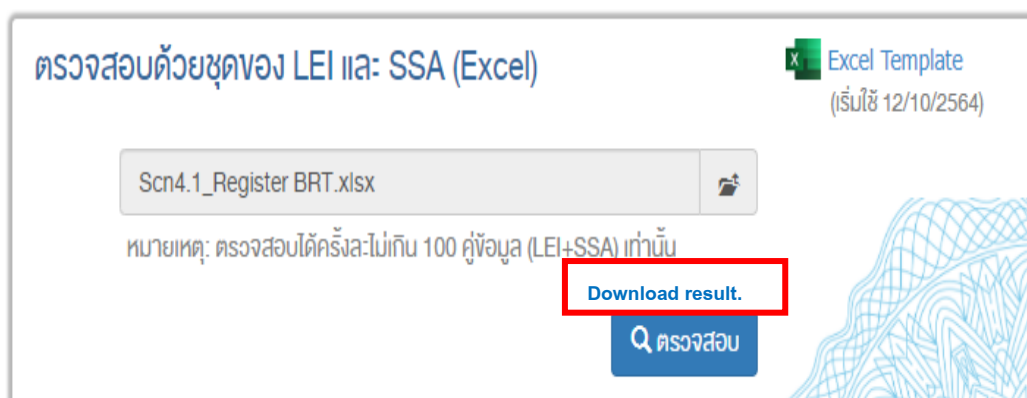 ตรวจสอบด้วยชุดของ LEI และ SSA (Excel)
Excel Template
(เริ่มใช้ 12/10/2564)
Scn4.1_Register BRT.xlsx
หมายเหตุ: ตรวจสอบได้ครั้งละไม่เกิน 100 คู่ข้อมูล (LEI+SSA) เท่านั้น
Download result.
ตรวจสอบ